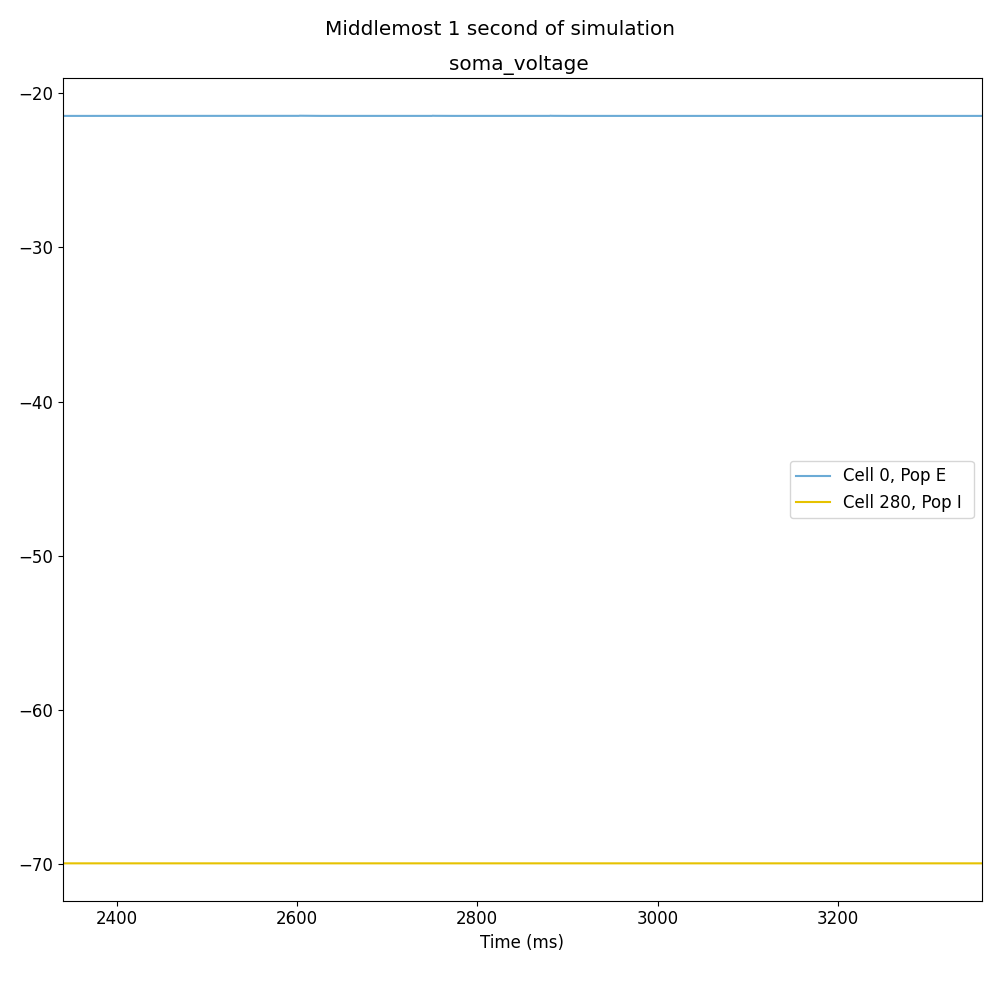 Middlemost 1 second of simulation
soma_voltage
−20
−30
−40
−50
−60
−70
Cell 0, Pop E
Cell 280, Pop I
2400 2600 2800 3000 3200
Time (ms)